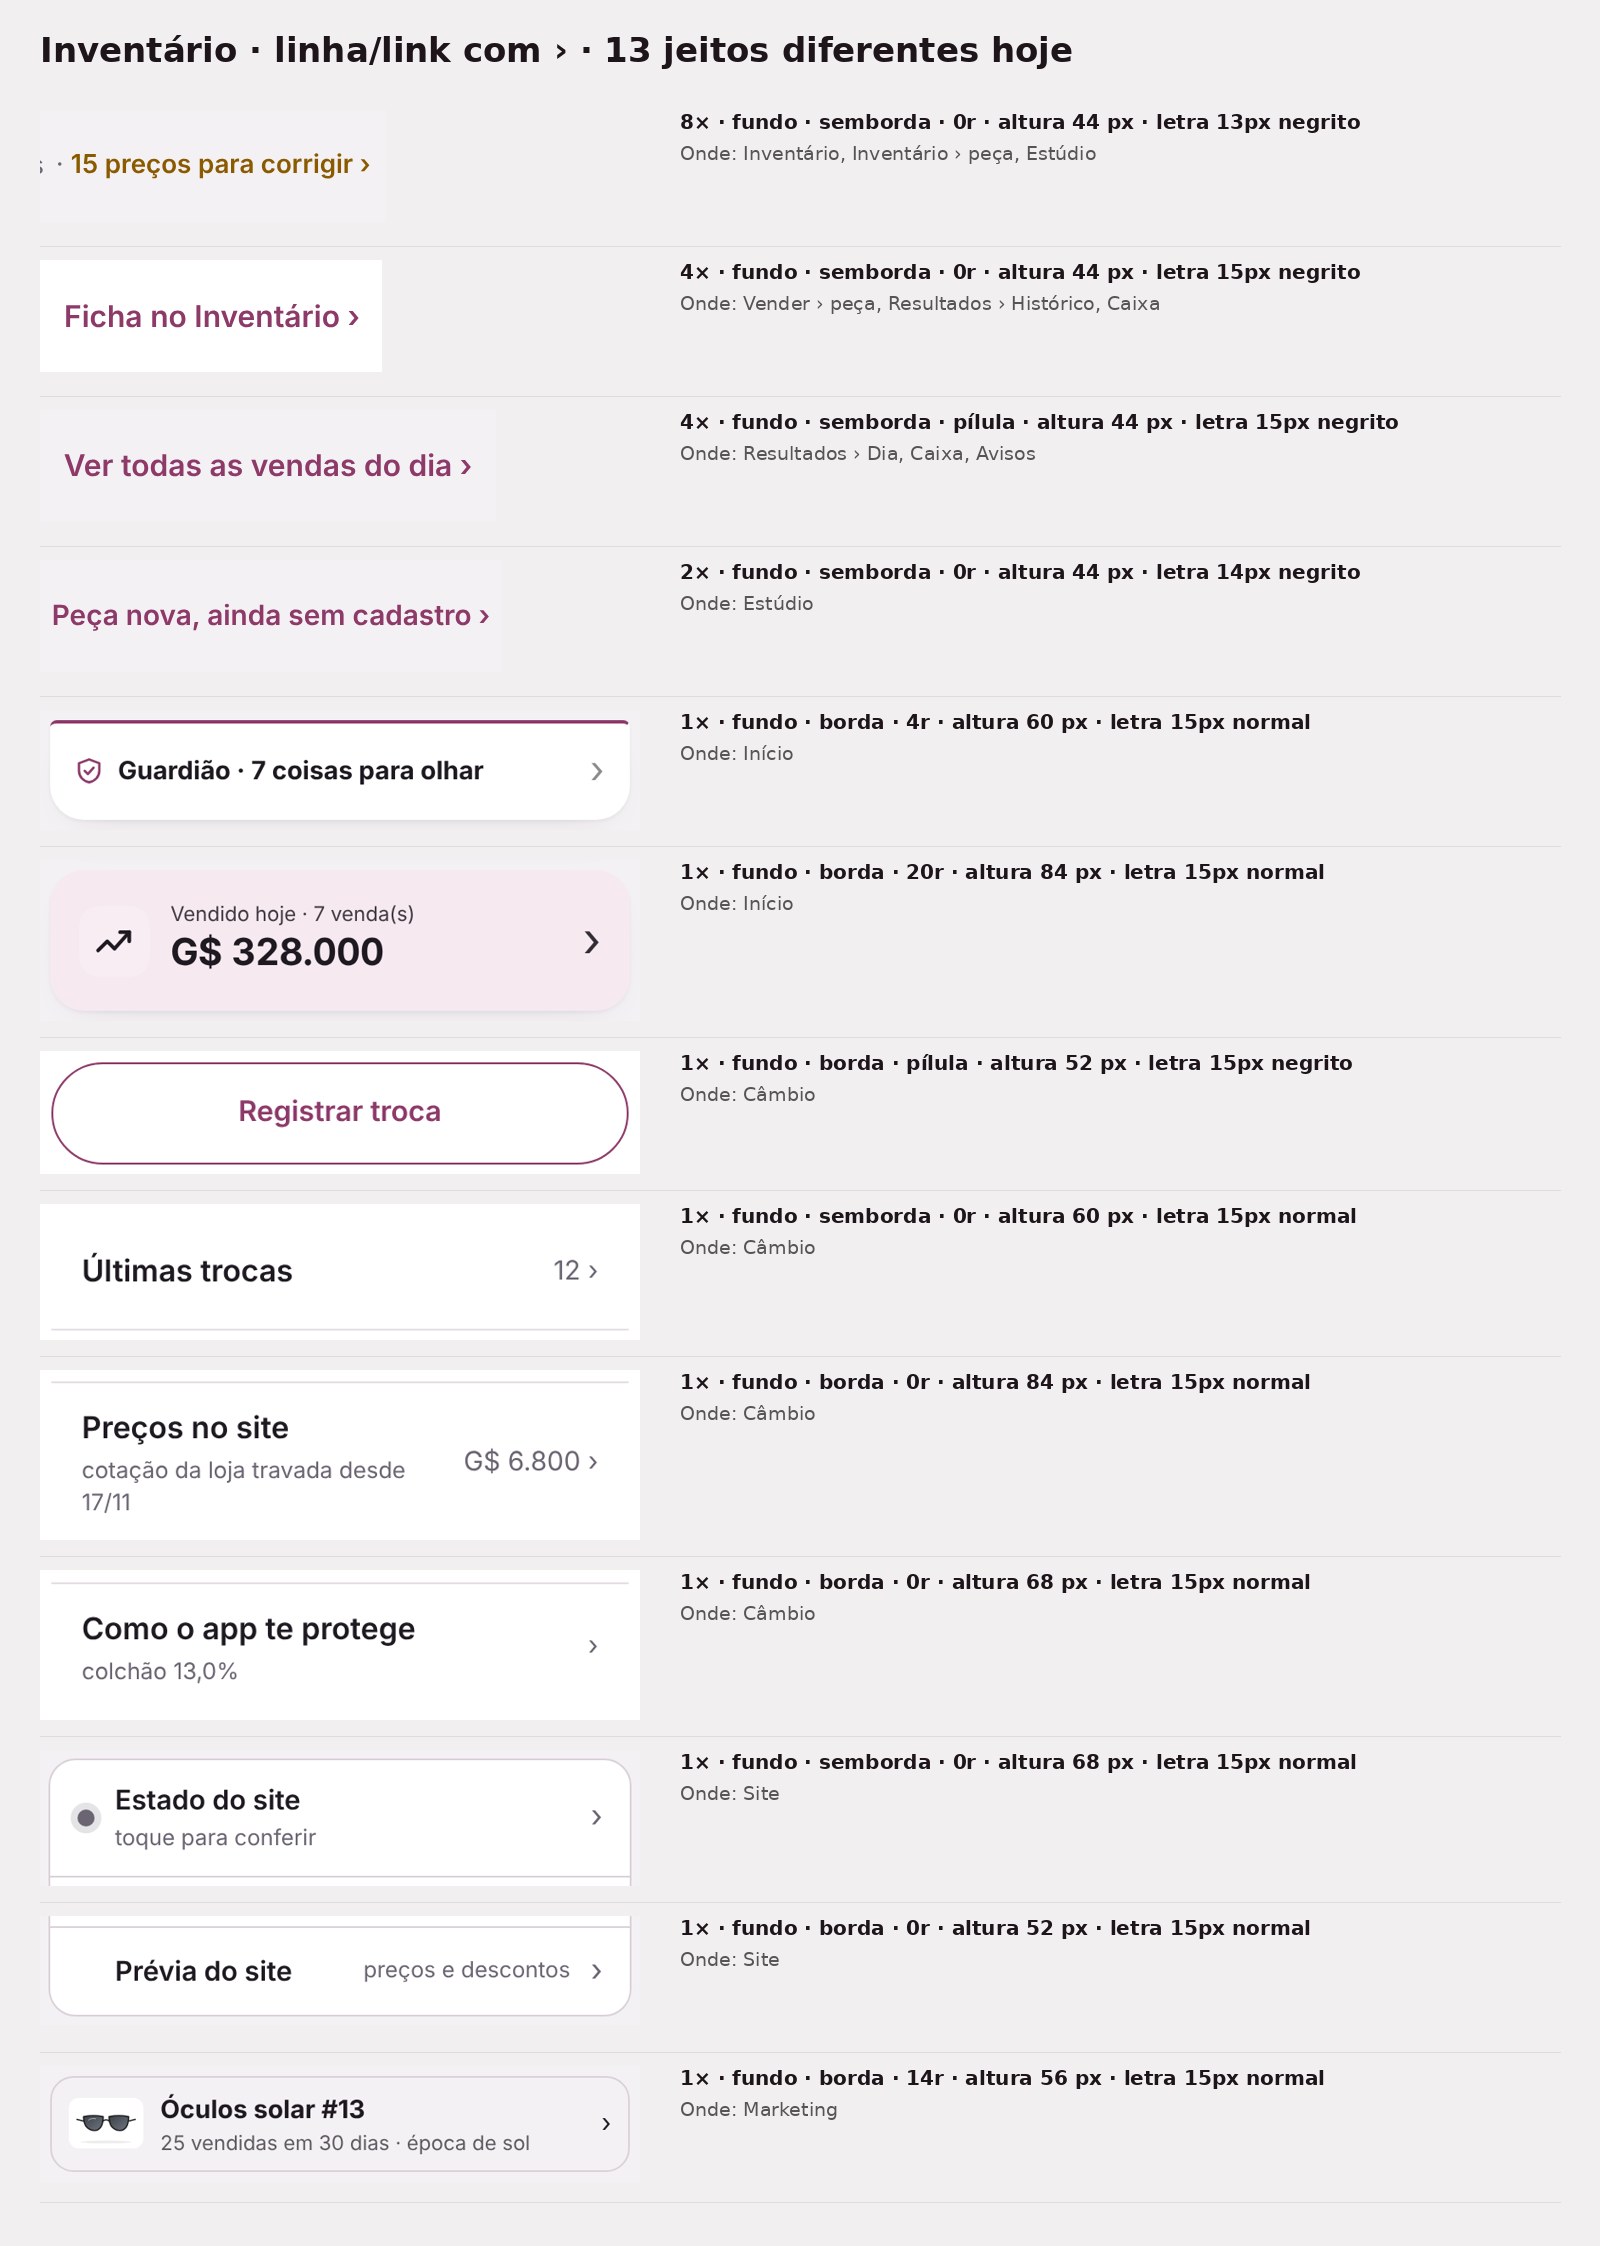 Inventário · linha/link com › · 13 jeitos diferentes hoje
· 15 preços para corrigir ›
8× · fundo · semborda · 0r · altura 44 px · letra 13px negrito
Onde: Inventário, Inventário › peça, Estúdio
Ficha no Inventário ›
4× · fundo · semborda · 0r · altura 44 px · letra 15px negrito
Onde: Vender › peça, Resultados › Histórico, Caixa
Ver todas as vendas do dia ›
4× · fundo · semborda · pílula · altura 44 px · letra 15px negrito
Onde: Resultados › Dia, Caixa, Avisos
Peça nova, ainda sem cadastro ›
2× · fundo · semborda · 0r · altura 44 px · letra 14px negrito
Onde: Estúdio
Guardião · 7 coisas para olhar ›
1× · fundo · borda · 4r · altura 60 px · letra 15px normal
Onde: Início
Vendido hoje · 7 venda(s)
G$ 328.000 ›
1× · fundo · borda · 20r · altura 84 px · letra 15px normal
Onde: Início
Registrar troca
1× · fundo · borda · pílula · altura 52 px · letra 15px negrito
Onde: Câmbio
Últimas trocas 12 ›
1× · fundo · semborda · 0r · altura 60 px · letra 15px normal
Onde: Câmbio
Preços no site
cotação da loja travada desde
17/11
G$ 6.800 ›
1× · fundo · borda · 0r · altura 84 px · letra 15px normal
Onde: Câmbio
Como o app te protege
colchão 13,0%
›
1× · fundo · borda · 0r · altura 68 px · letra 15px normal
Onde: Câmbio
Estado do site
toque para conferir
›
1× · fundo · semborda · 0r · altura 68 px · letra 15px normal
Onde: Site
Prévia do site preços e descontos ›
1× · fundo · borda · 0r · altura 52 px · letra 15px normal
Onde: Site
Óculos solar #13
25 vendidas em 30 dias · época de sol
›
1× · fundo · borda · 14r · altura 56 px · letra 15px normal
Onde: Marketing